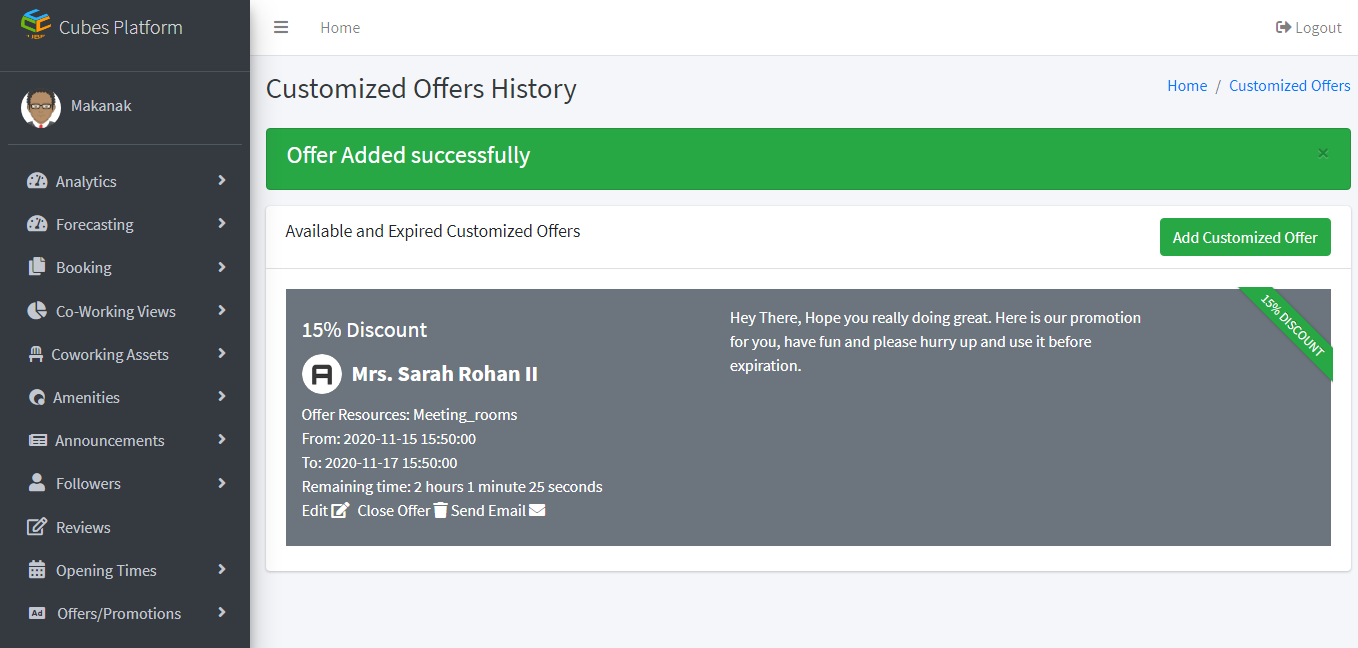 Cubes Platform
Home
Logout
Makanak
Analytics
Forecasting
Booking
Co-Working Views
Coworking Assets
Amenities
Announcements
Followers
Reviews
Opening Times
Ad Offers/Promotions
Customized Offers History
Home / Customized Offers
Offer Added successfully
×
Available and Expired Customized Offers
Add Customized Offer
15% Discount
Mrs. Sarah Rohan II
Offer Resources: Meeting_rooms
From: 2020-11-15 15:50:00
To: 2020-11-17 15:50:00
Remaining time: 2 hours 1 minute 25 seconds
Edit Close Offer Send Email
Hey There, Hope you really doing great. Here is our promotion
for you, have fun and please hurry up and use it before
expiration.
15% DISCOUNT